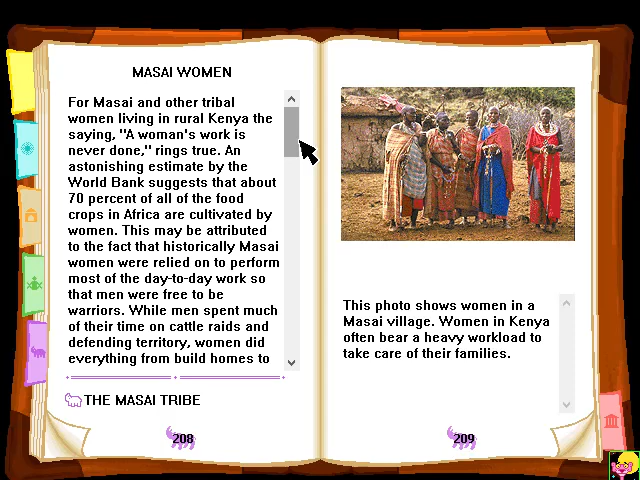 MASAI WOMEN
For Masai and other tribal
women living in rural Kenya the
saying, "A woman's work is
never done," rings true. An
astonishing estimate by the
World Bank suggests that about
70 percent of all of the food
crops in Africa are cultivated by
women. This may be attributed
to the fact that historically Masai
women were relied on to perform
most of the day-to-day work so
that men were free to be
warriors. While men spent much
of their time on cattle raids and
defending territory, women did
everything from build homes to
THE MASAI TRIBE
208
This photo shows women in a
Masai village. Women in Kenya
often bear a heavy workload to
take care of their families.
209